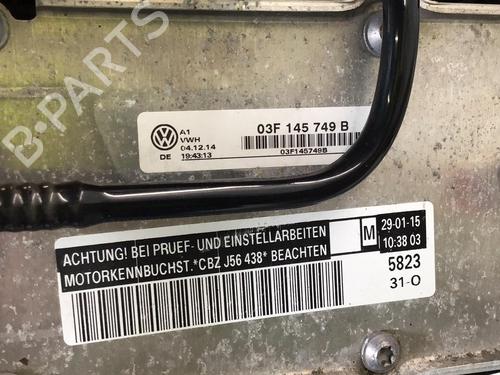 B-PARTS
A1
VWH
04.12.14
DE 19:43:13
03F 145 749 B
03F145749B
ACHTUNG! BEI PRUEF- UND EINSTELLARBEITEN
MOTORKENNBUCHST.*CBZ J56 438* BEACHTEN
M
29-01-15
10:38 03
5823
31-O